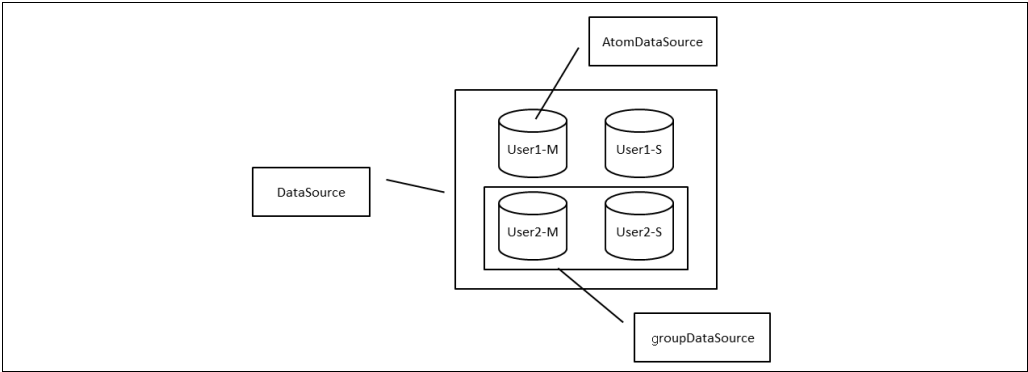 AtomDataSource
User1-M
User1-S
DataSource
User2-M
User2-S
groupDataSource